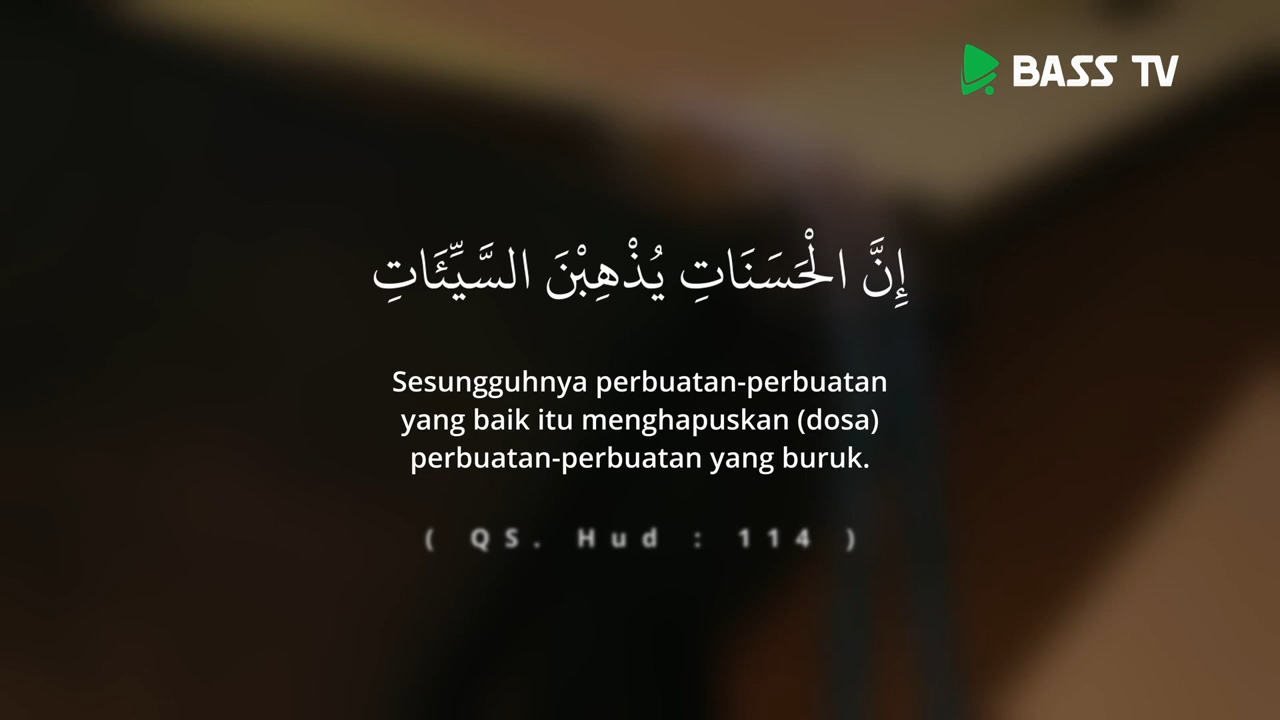 BASS TV
إِنَّ الْحَسَنَاتِ يُذْهِبْنَ السَّيِّئَاتِ
Sesungguhnya perbuatan-perbuatan
yang baik itu menghapuskan (dosa)
perbuatan-perbuatan yang buruk.
( QS. Hud : 114 )